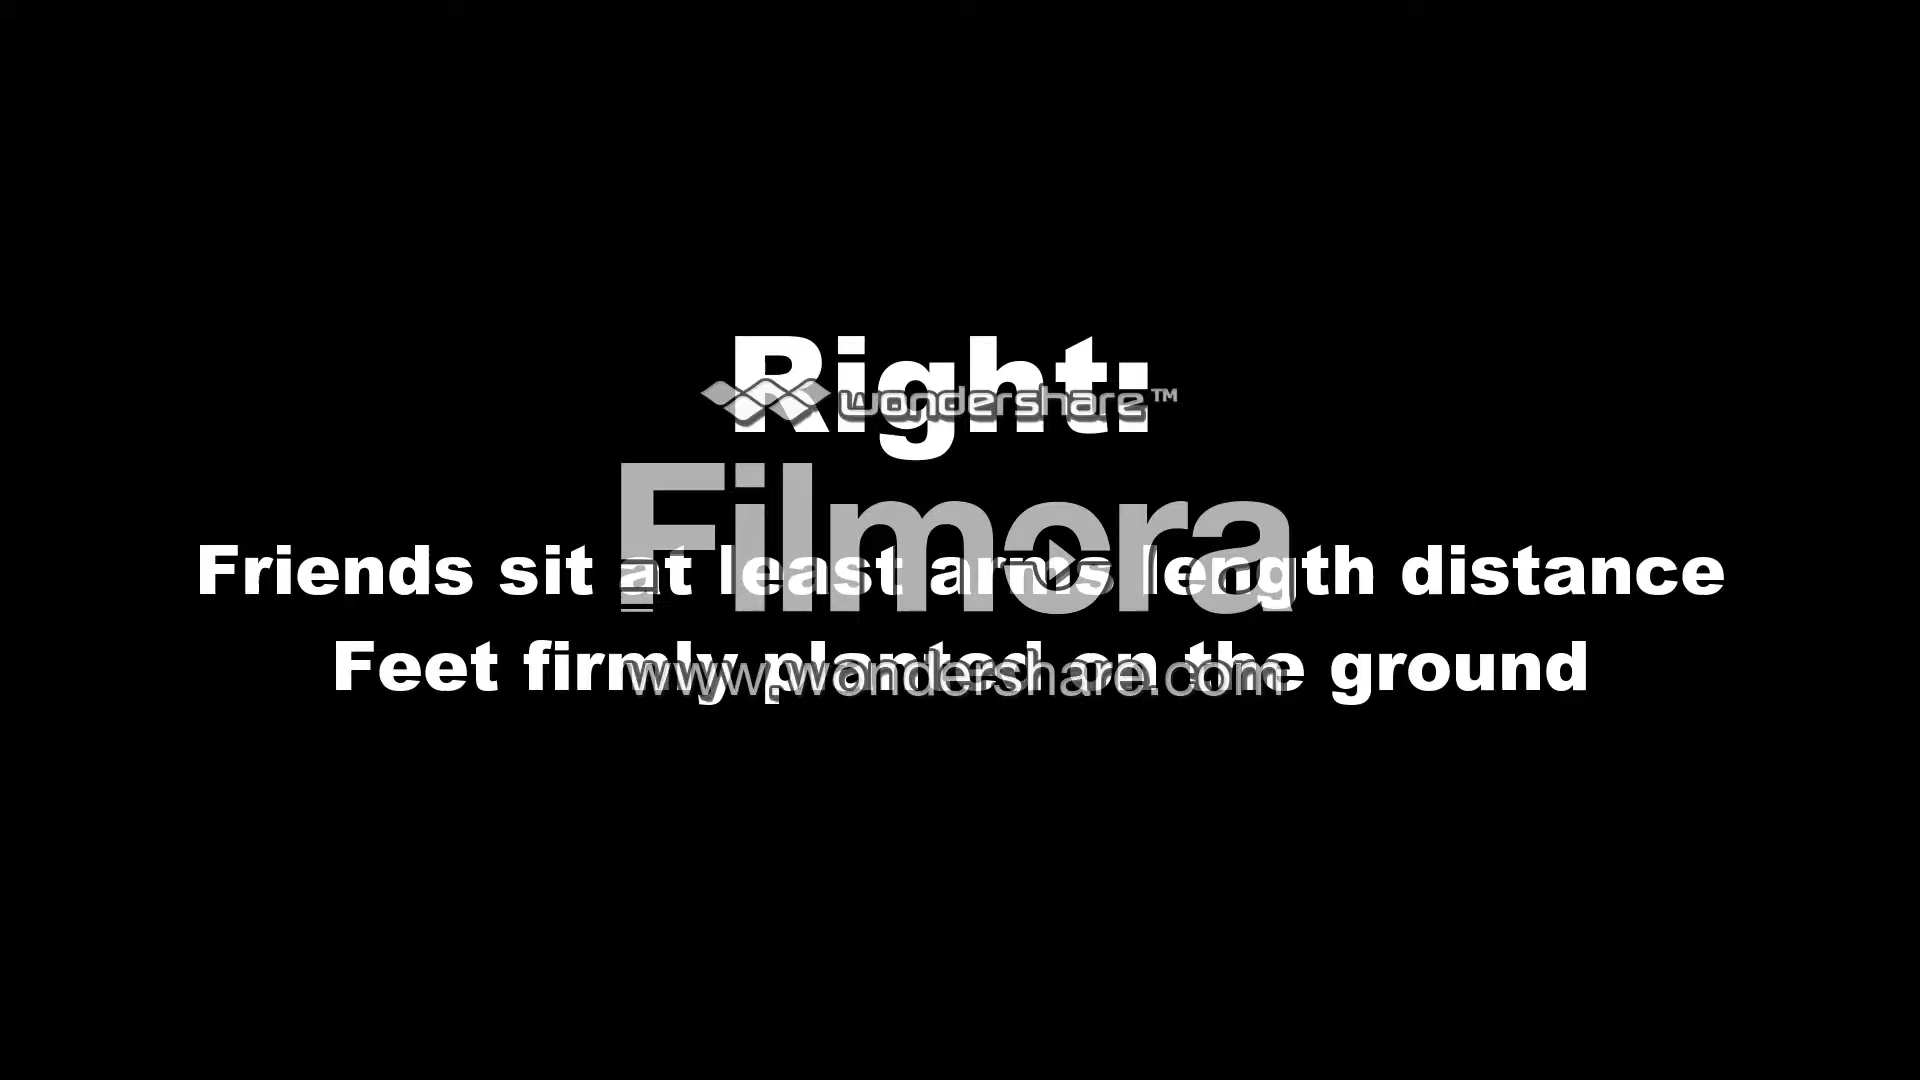 Right:
wondershare™
Filmora
Friends sit at least arms length distance
Feet firmly planted on the ground
www.wondershare.com